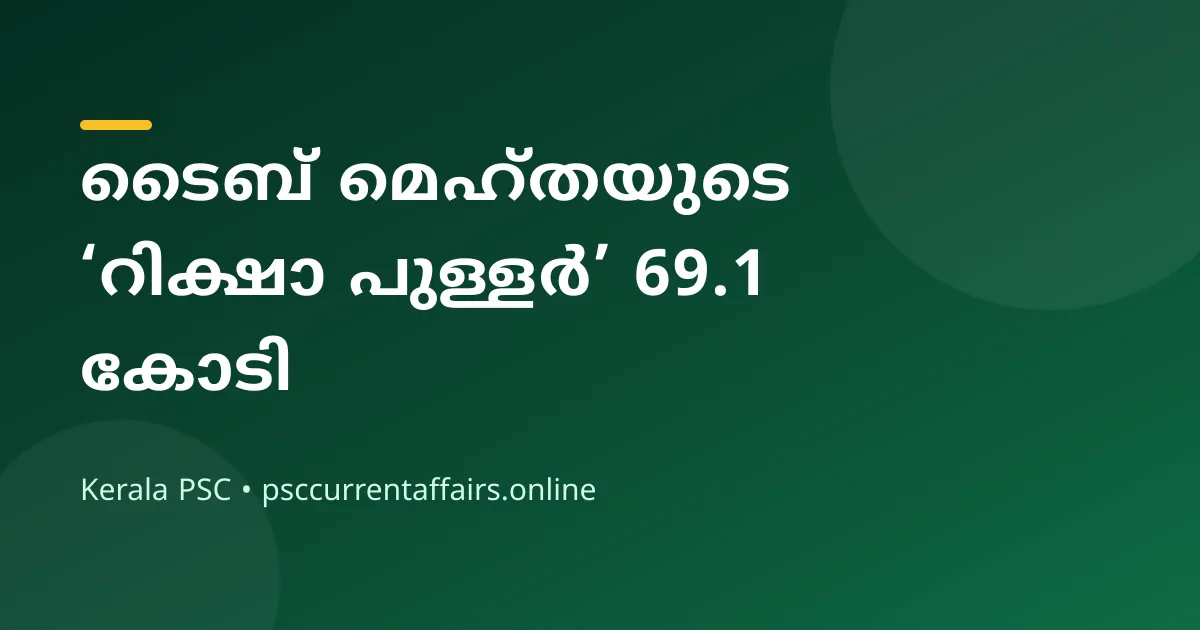 ടൈബ് മെഹ്തയുടെ
‘റിക്ഷാ പുള്ളർ’ 69.1
കോടി
Kerala PSC • psccurrentaffairs.online